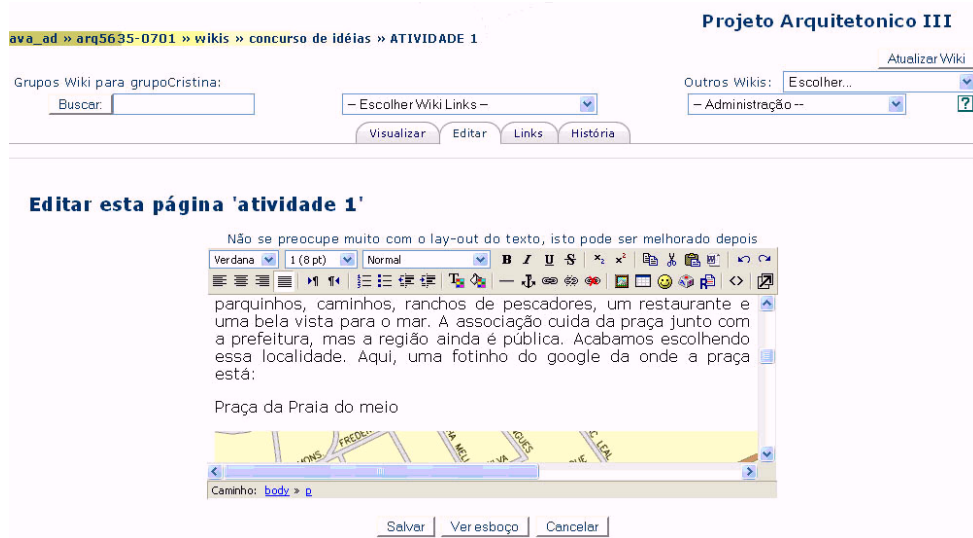 Projeto Arquitetonico III
ava_ad » arq5635-0701 » wikis » concurso de idéias » ATIVIDADE 1
Atualizar Wiki
Grupos Wiki para grupoCristina:
Outros Wikis: Escolher...
Buscar:
-- Escolher Wiki Links --
-- Administração --
?
Visualizar Editar Links História
Editar esta página 'atividade 1'
Não se preocupe muito com o lay-out do texto, isto pode ser melhorado depois
Verdana 1 (8 pt) Normal B I U S x₂ x²
parquinhos, caminhos, ranchos de pescadores, um restaurante e
uma bela vista para o mar. A associação cuida da praça junto com
a prefeitura, mas a região ainda é pública. Acabamos escolhendo
essa localidade. Aqui, uma fotinho do google da onde a praça
está:
Praça da Praia do meio
LEAL
Caminho: body » p
Salvar Ver esboço Cancelar